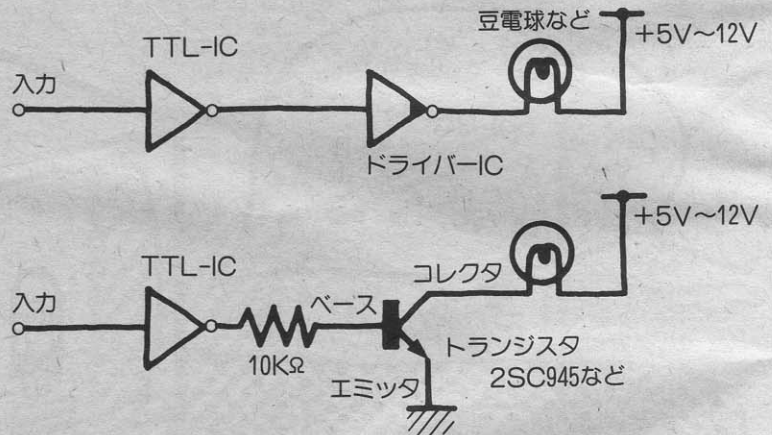 豆電球など
+5V〜12V
TTL-IC
入力
ドライバーIC
+5V〜12V
TTL-IC
コレクタ
入力
ベース
10KΩ
トランジスタ
2SC945など
エミッタ